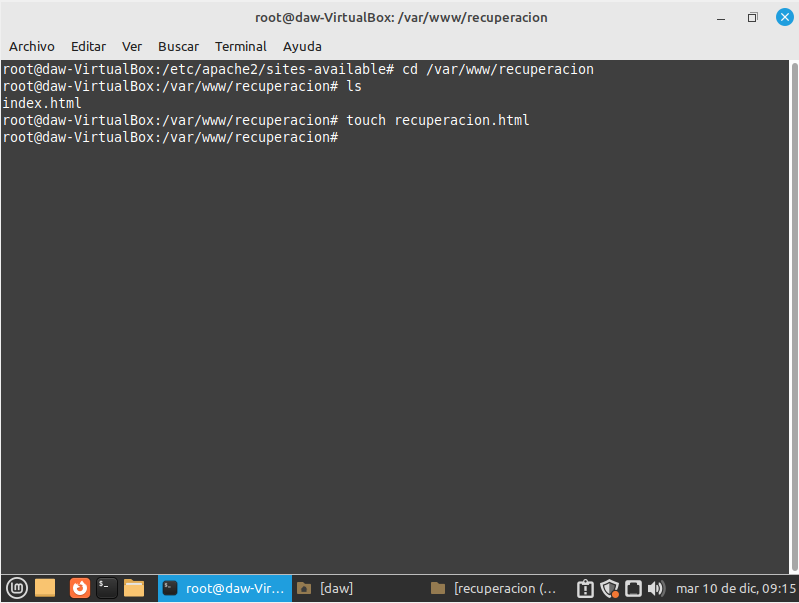 root@daw-VirtualBox: /var/www/recuperacion
Archivo Editar Ver Buscar Terminal Ayuda
root@daw-VirtualBox:/etc/apache2/sites-available# cd /var/www/recuperacion
root@daw-VirtualBox:/var/www/recuperacion# ls
index.html
root@daw-VirtualBox:/var/www/recuperacion# touch recuperacion.html
root@daw-VirtualBox:/var/www/recuperacion#
root@daw-Vir... [daw] [recuperacion (... mar 10 de dic, 09:15